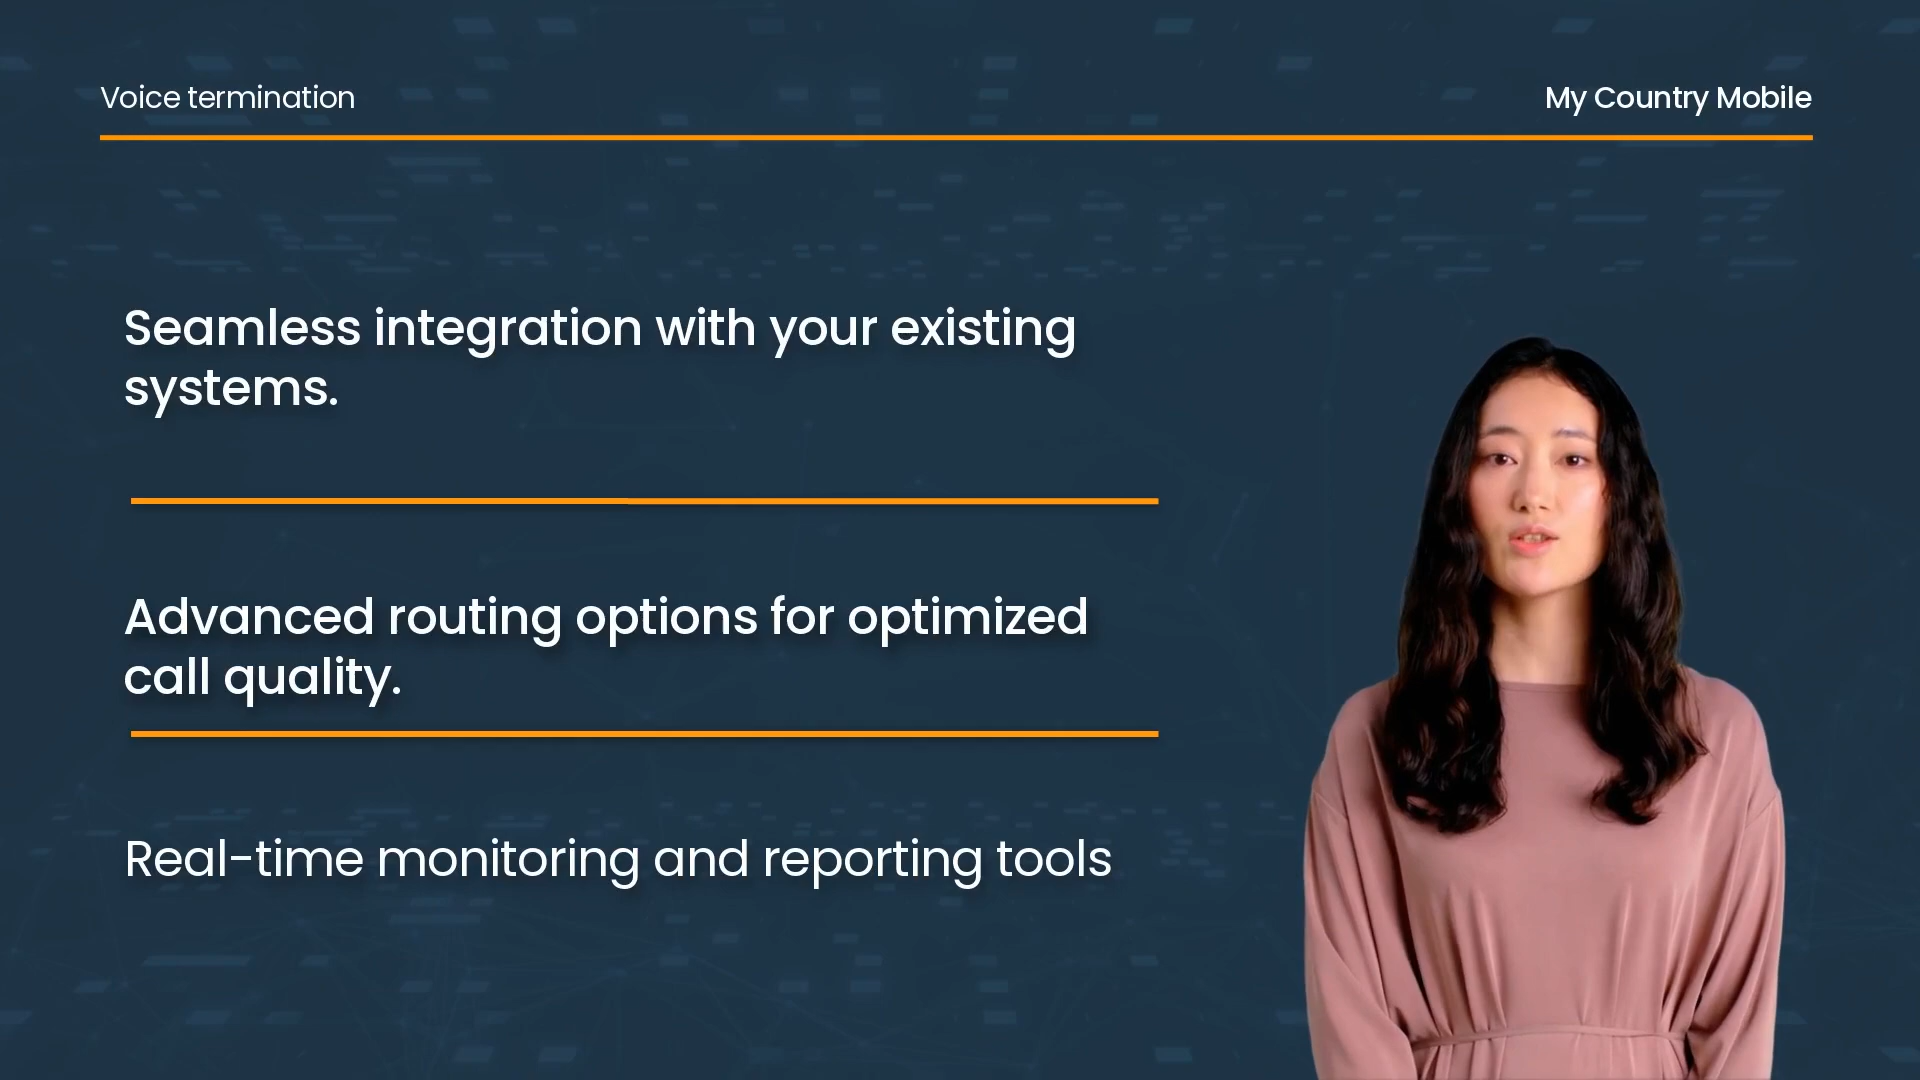 Voice termination
My Country Mobile
Seamless integration with your existing
systems.
Advanced routing options for optimized
call quality.
Real-time monitoring and reporting tools